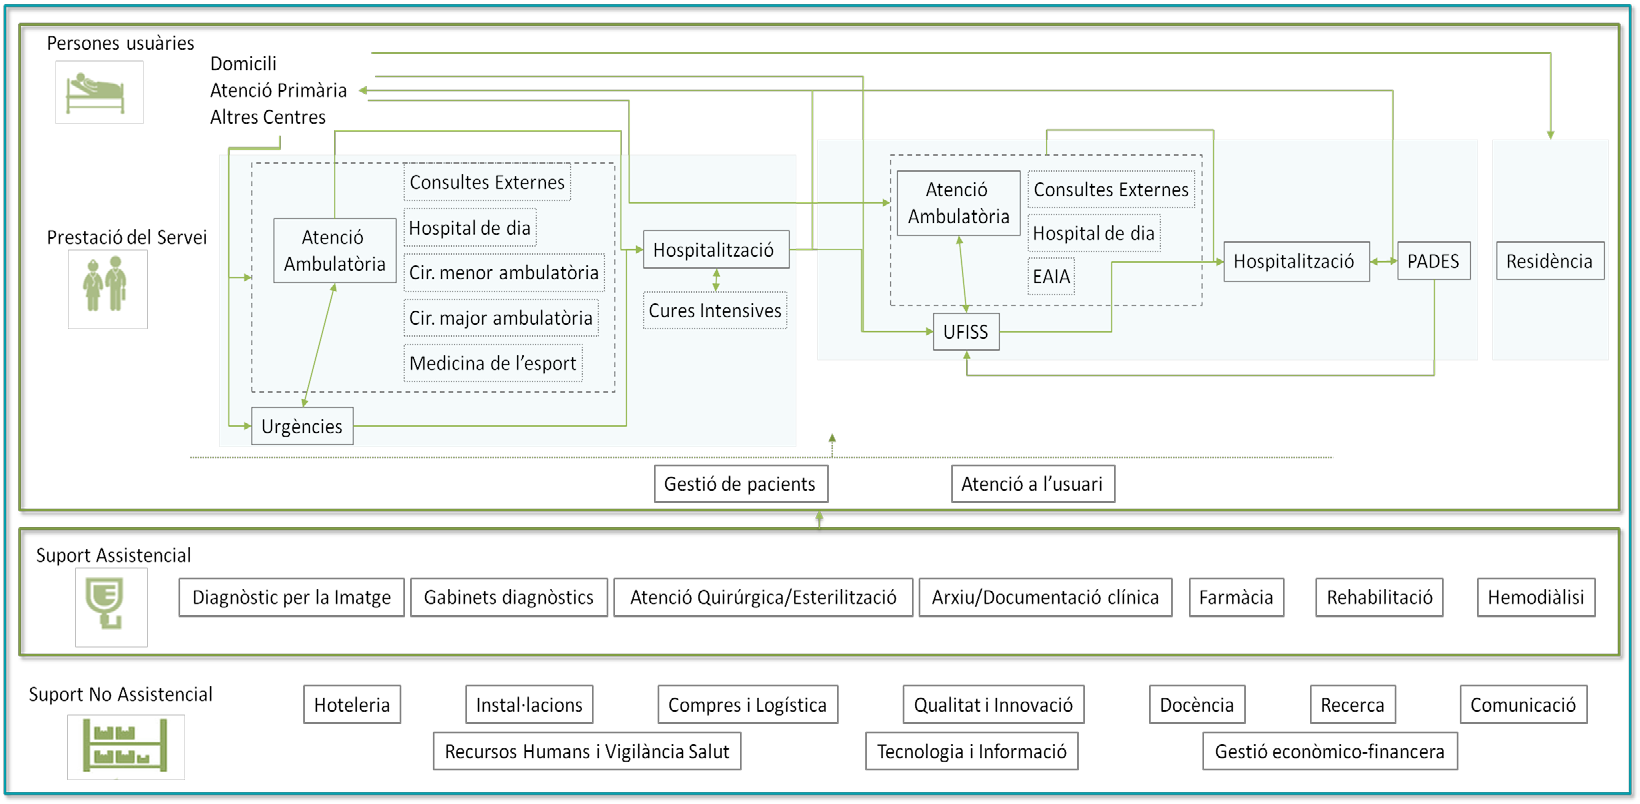 Persones usuàries
Domicili
Atenció Primària
Altres Centres
Prestació del Servei
Atenció
Ambulatòria
Consultes Externes
Hospital de dia
Cir. menor ambulatòria
Cir. major ambulatòria
Medicina de l'esport
Urgències
Hospitalització
Cures Intensives
Atenció
Ambulatòria
Consultes Externes
Hospital de dia
EAIA
UFISS
Hospitalització
PADES
Residència
Gestió de pacients
Atenció a l'usuari
Suport Assistencial
Diagnòstic per la Imatge
Gabinets diagnòstics
Atenció Quirúrgica/Esterilització
Arxiu/Documentació clínica
Farmàcia
Rehabilitació
Hemodiàlisi
Suport No Assistencial
Hoteleria
Instal·lacions
Compres i Logística
Qualitat i Innovació
Docència
Recerca
Comunicació
Recursos Humans i Vigilància Salut
Tecnologia i Informació
Gestió econòmico-financera